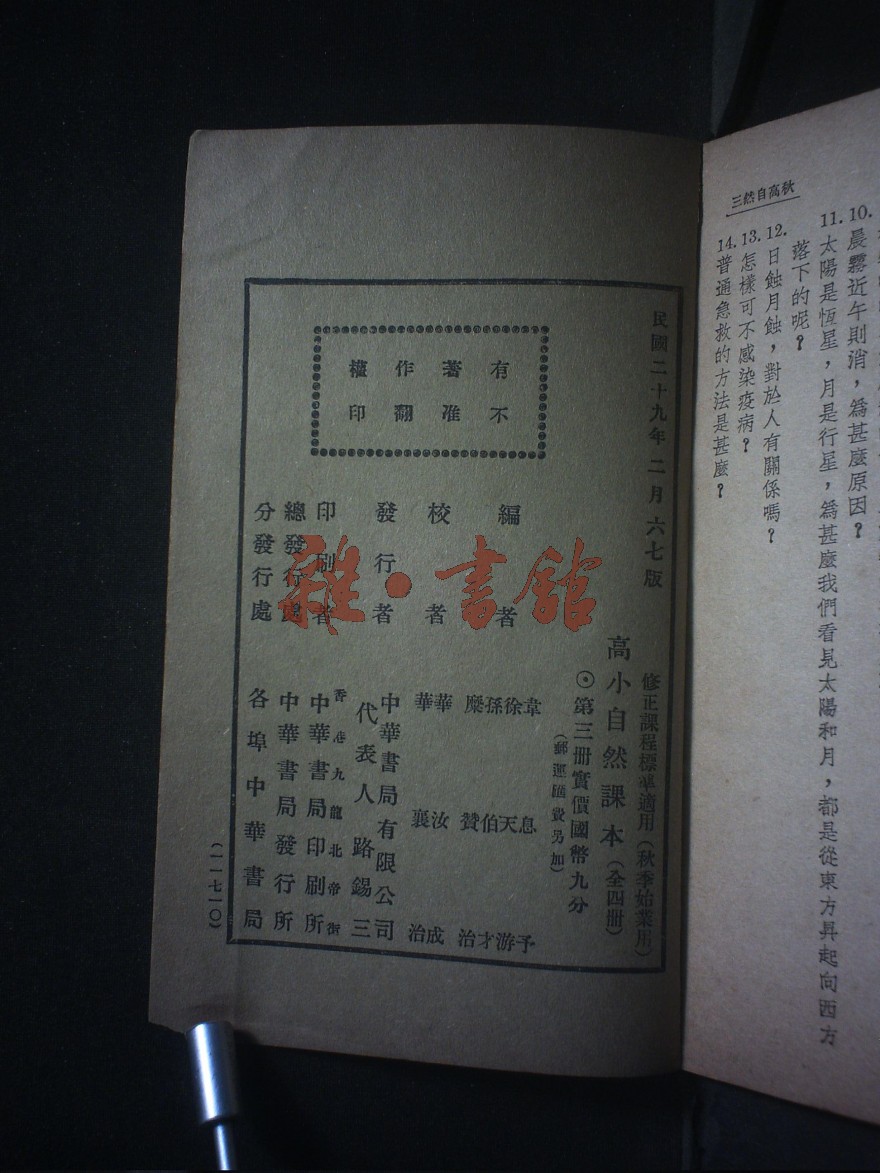 秋高自然三
10. 晨霧近午則消，爲甚麼原因？
11. 太陽是恆星，月是行星，爲甚麼我們看見太陽和月，都是從東方昇起向西方
落下的呢？
12. 日蝕月蝕，對於人有關係嗎？
13. 怎樣可不感染疫病？
14. 普通急救的方法是甚麼？
民國二十九年二月六七版
有著作權
不准翻印
修正課程標準適用（秋季始業用）
高小自然課本（全四冊）
⊙第三冊實價國幣九分
（郵運匯費另加）
編者 韋息予 徐天游 孫伯才 糜贊治
校者 華汝成 華襄治
發行者 中華書局有限公司
代表人路錫三
印刷者 香港九龍北帝街
中華書局印刷所
總發行處 中華書局發行所
分發行處 各埠中華書局
（一一七一〇）
雜·書館